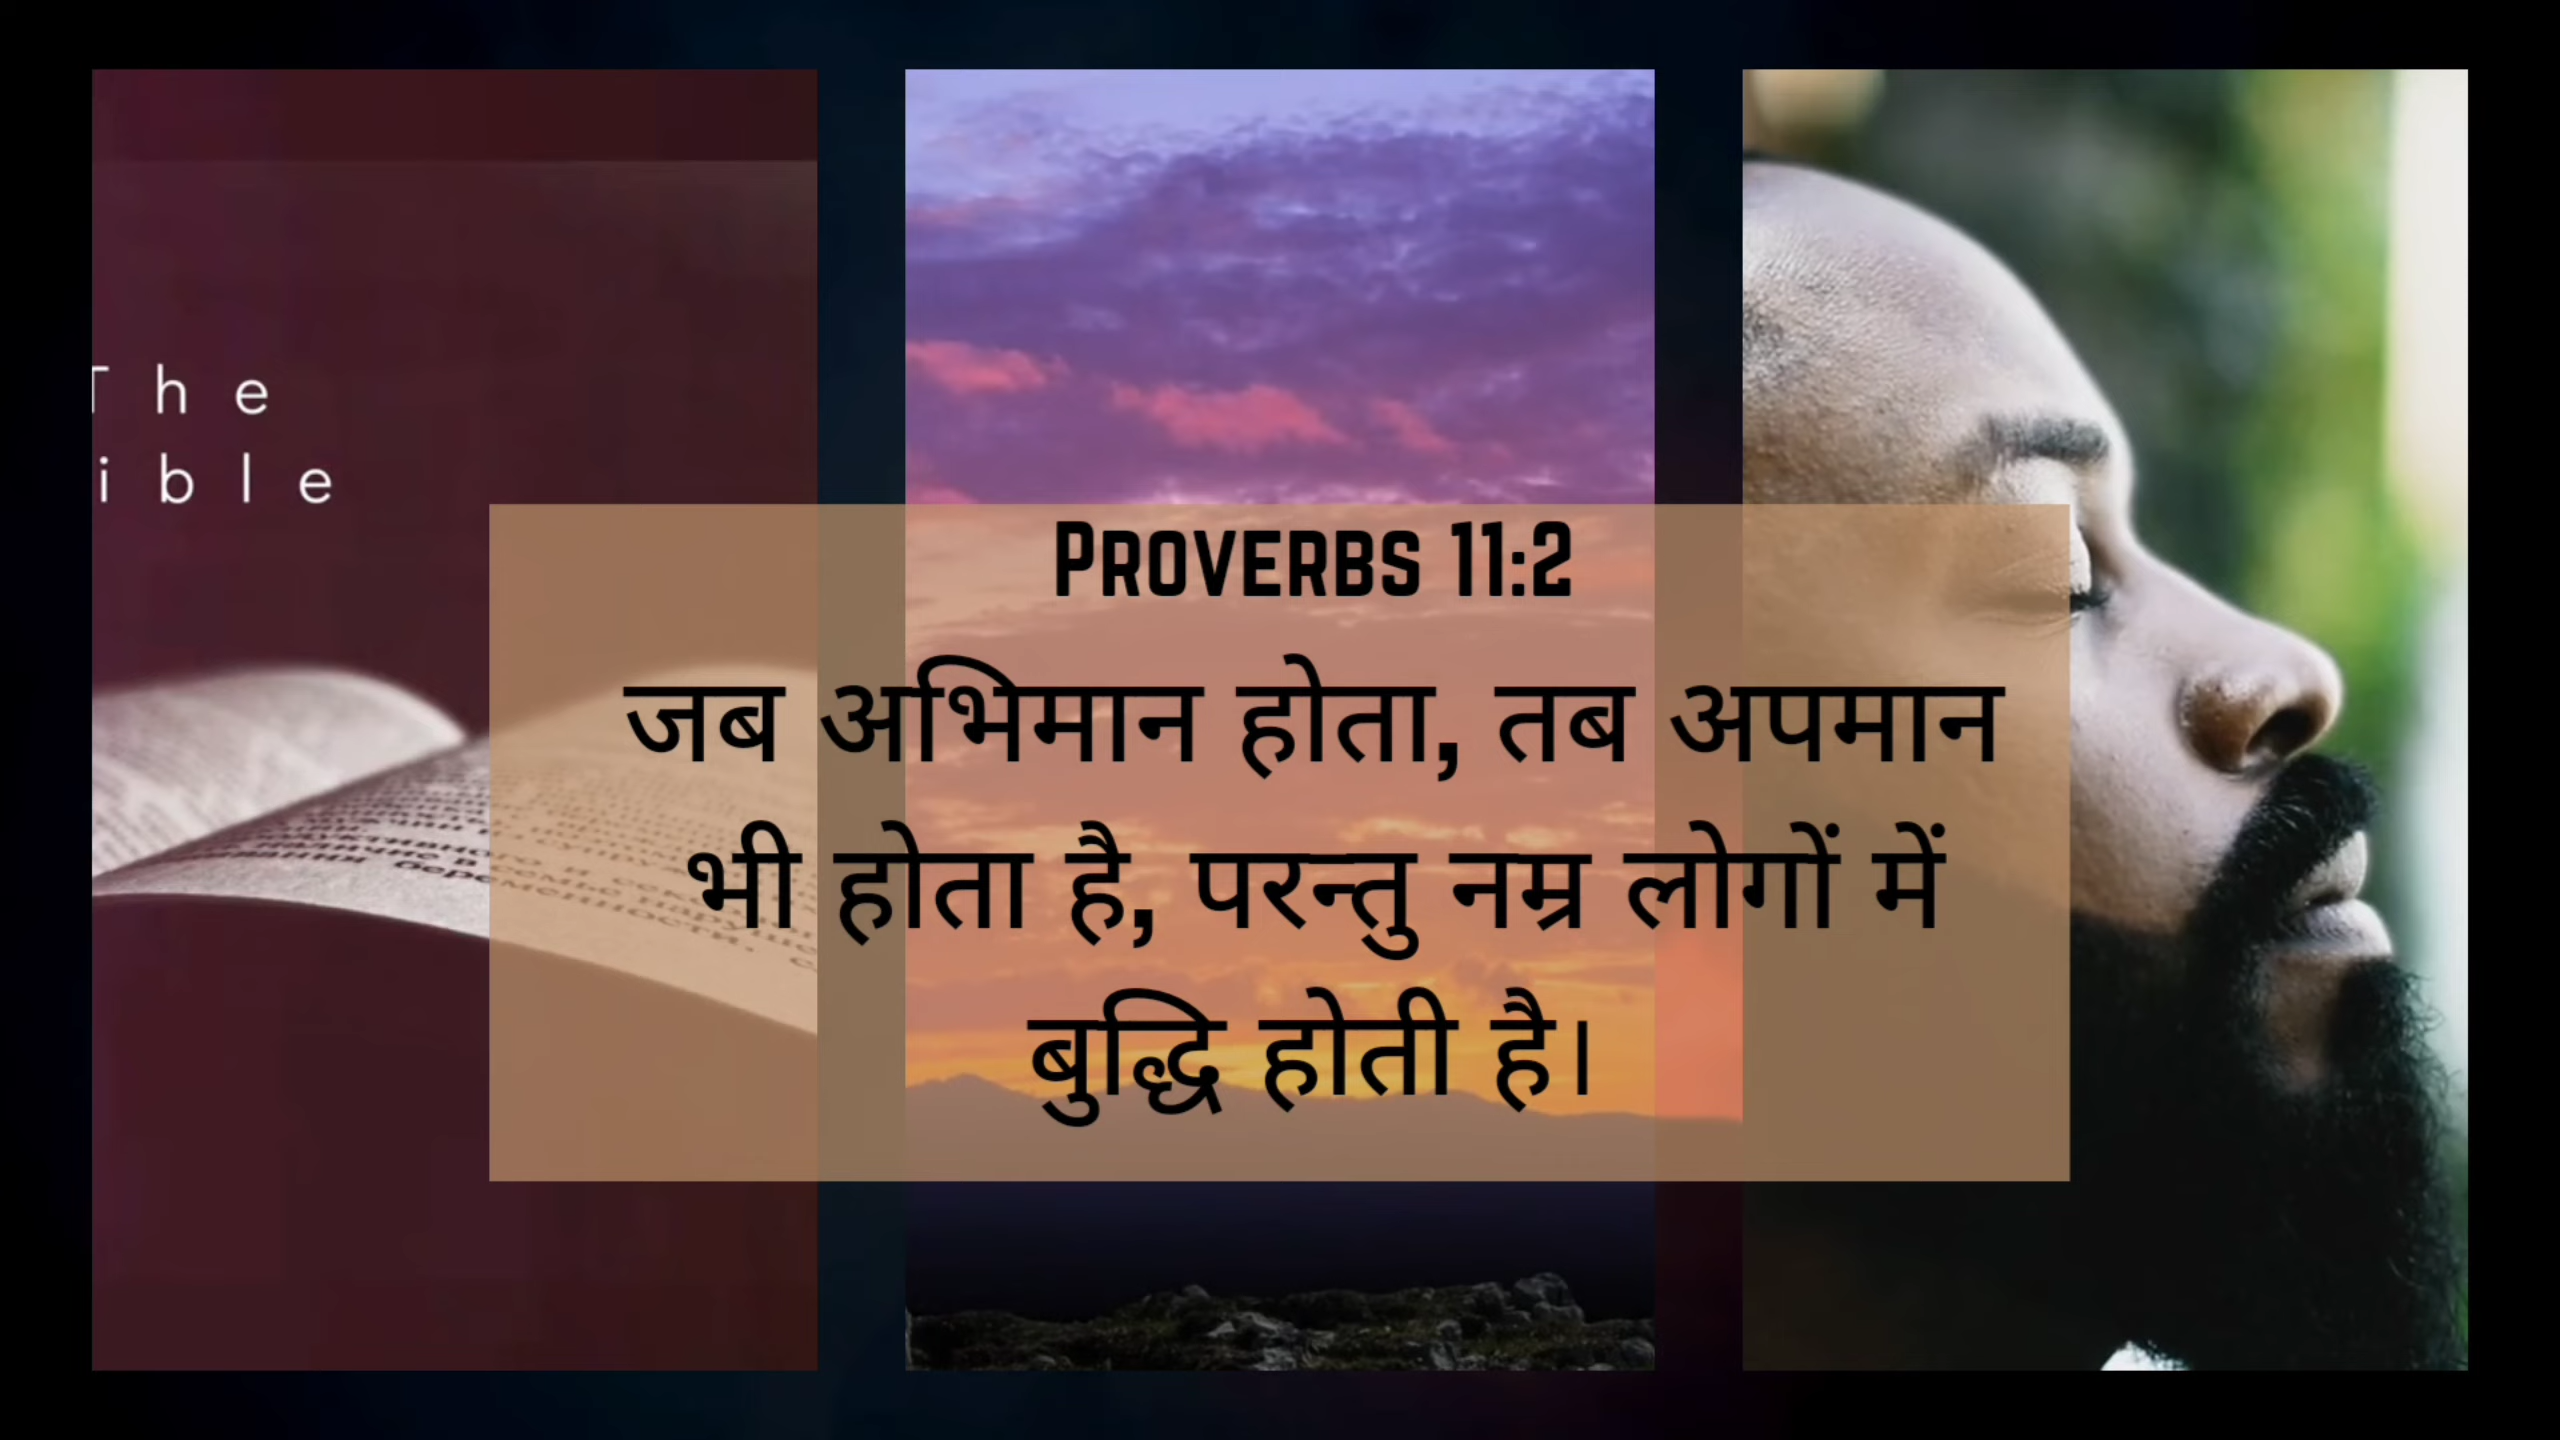 The
ible
PROVERBS 11:2
जब अभिमान होता, तब अपमान
भी होता है, परन्तु नम्र लोगों में
बुद्धि होती है।